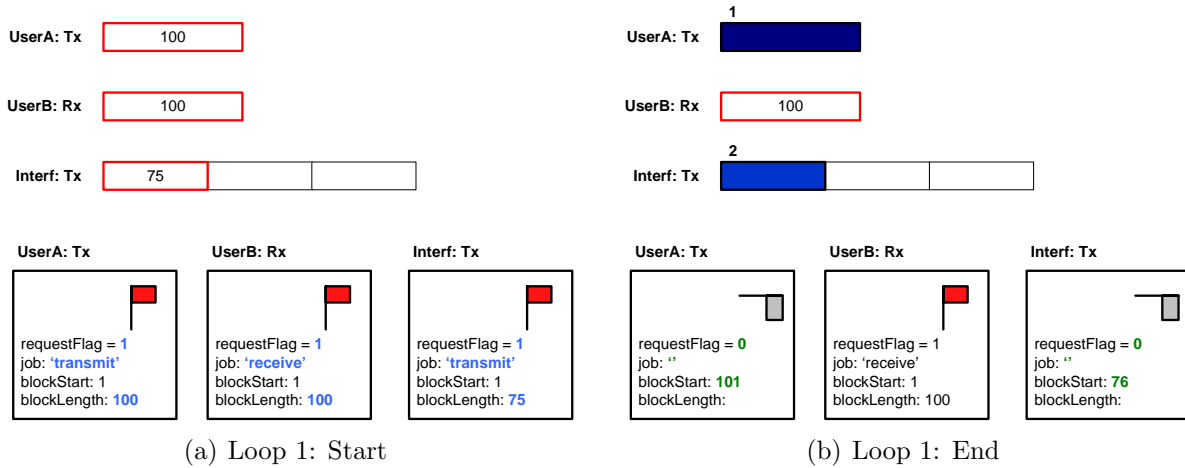 UserA: Tx
100
UserB: Rx
100
Interf: Tx
75
UserA: Tx
UserB: Rx
Interf: Tx
requestFlag = 1
job: ‘transmit’
blockStart: 1
blockLength: 100
requestFlag = 1
job: ‘receive’
blockStart: 1
blockLength: 100
requestFlag = 1
job: ‘transmit’
blockStart: 1
blockLength: 75
(a) Loop 1: Start
1
UserA: Tx
UserB: Rx
100
2
Interf: Tx
UserA: Tx
UserB: Rx
Interf: Tx
requestFlag = 0
job: ‘’
blockStart: 101
blockLength:
requestFlag = 1
job: ‘receive’
blockStart: 1
blockLength: 100
requestFlag = 0
job: ‘’
blockStart: 76
blockLength:
(b) Loop 1: End